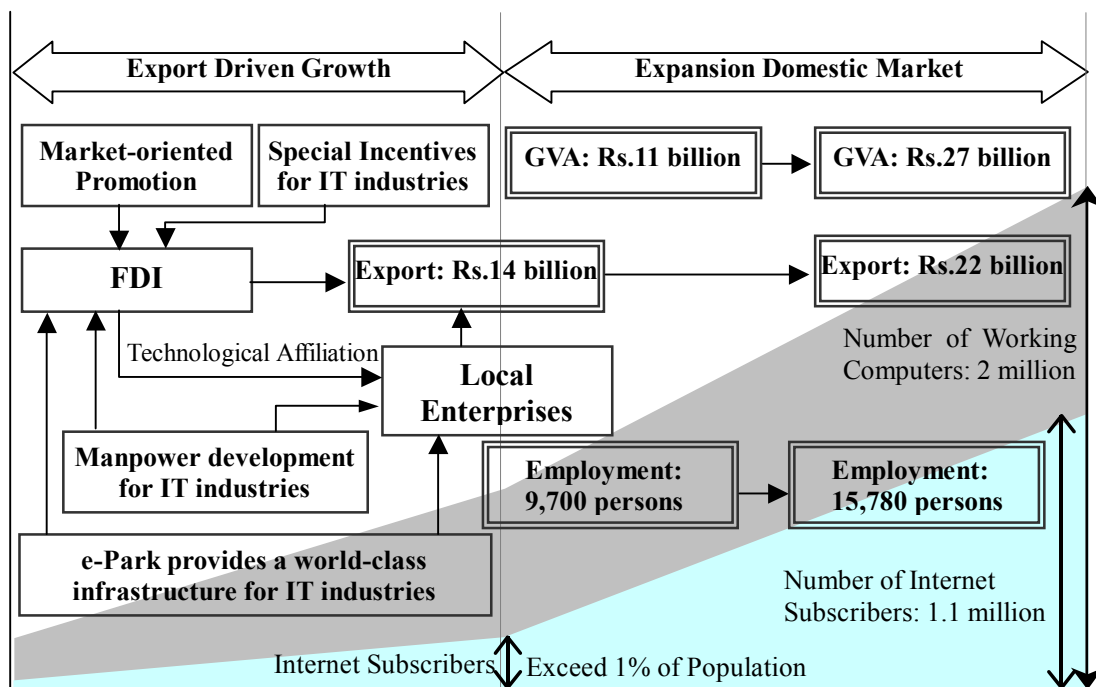 Export Driven Growth
Expansion Domestic Market
Market-oriented
Promotion
Special Incentives
for IT industries
GVA: Rs.11 billion
GVA: Rs.27 billion
FDI
Export: Rs.14 billion
Export: Rs.22 billion
Technological Affiliation
Local
Enterprises
Number of Working
Computers: 2 million
Manpower development
for IT industries
Employment:
9,700 persons
Employment:
15,780 persons
e-Park provides a world-class
infrastructure for IT industries
Number of Internet
Subscribers: 1.1 million
Internet Subscribers
Exceed 1% of Population